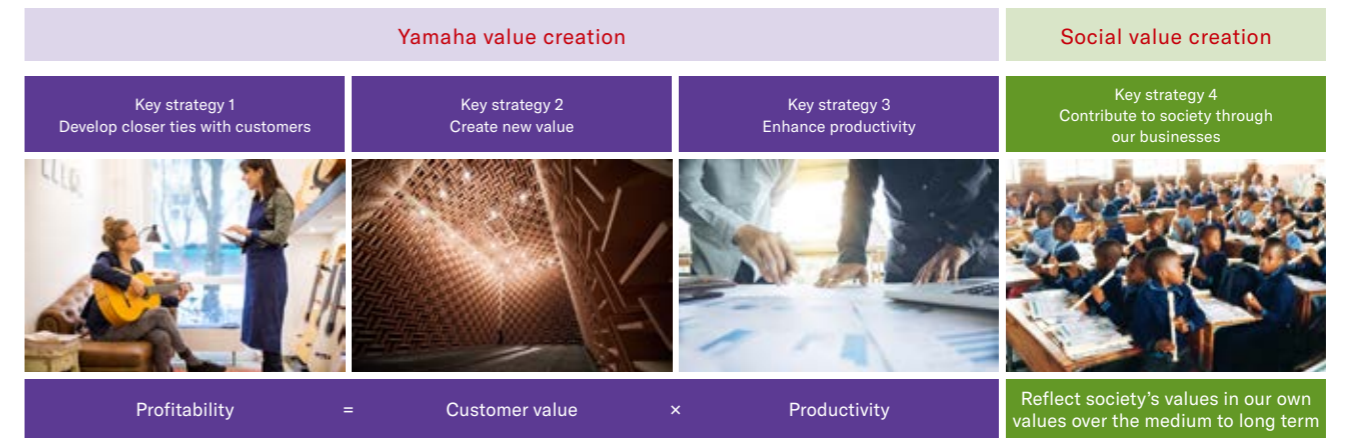 Yamaha value creation
Social value creation
Key strategy 1
Develop closer ties with customers
Key strategy 2
Create new value
Key strategy 3
Enhance productivity
Key strategy 4
Contribute to society through
our businesses
Profitability = Customer value × Productivity
Reflect society's values in our own
values over the medium to long term